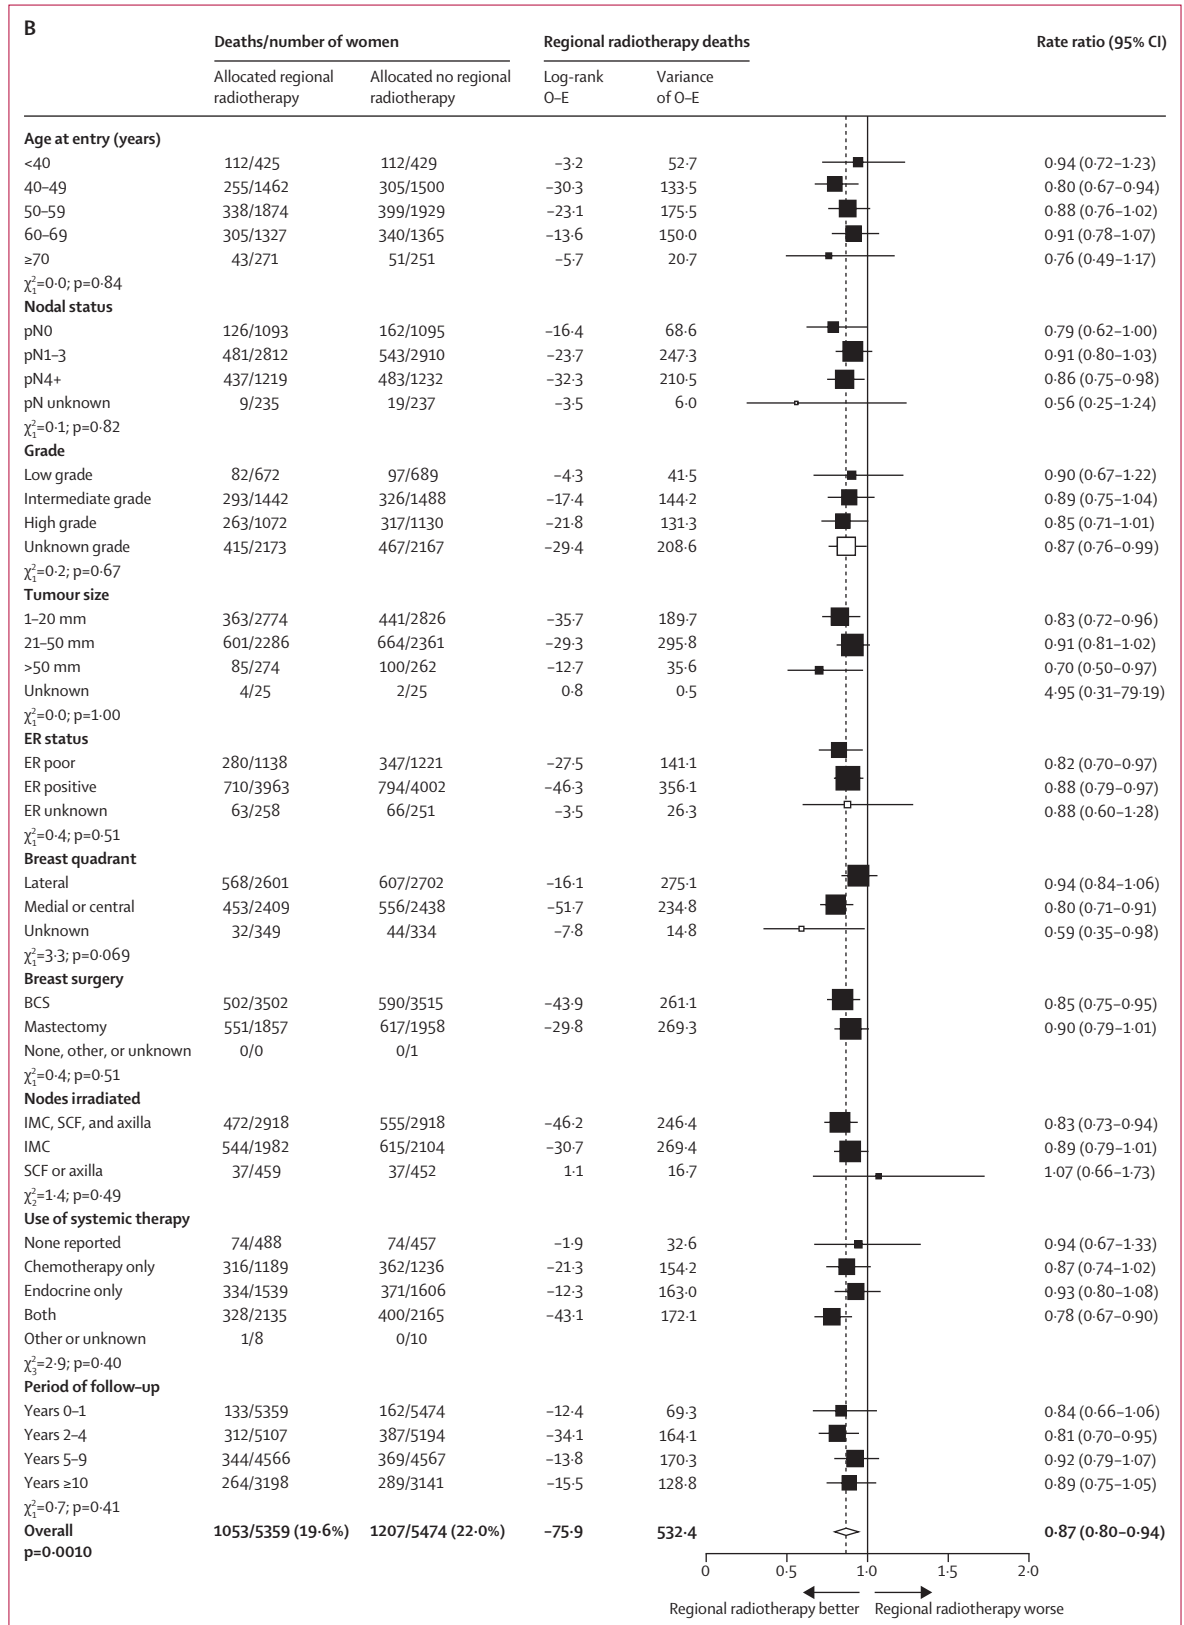 B
Deaths/number of women Regional radiotherapy deaths Rate ratio (95% CI)
Allocated regional radiotherapy Allocated no regional radiotherapy Log-rank O–E Variance of O–E
Age at entry (years)
<40 112/425 112/429 –3·2 52·7 0·94 (0·72–1·23)
40–49 255/1462 305/1500 –30·3 133·5 0·80 (0·67–0·94)
50–59 338/1874 399/1929 –23·1 175·5 0·88 (0·76–1·02)
60–69 305/1327 340/1365 –13·6 150·0 0·91 (0·78–1·07)
≥70 43/271 51/251 –5·7 20·7 0·76 (0·49–1·17)
χ²₁=0·0; p=0·84
Nodal status
pN0 126/1093 162/1095 –16·4 68·6 0·79 (0·62–1·00)
pN1–3 481/2812 543/2910 –23·7 247·3 0·91 (0·80–1·03)
pN4+ 437/1219 483/1232 –32·3 210·5 0·86 (0·75–0·98)
pN unknown 9/235 19/237 –3·5 6·0 0·56 (0·25–1·24)
χ²₁=0·1; p=0·82
Grade
Low grade 82/672 97/689 –4·3 41·5 0·90 (0·67–1·22)
Intermediate grade 293/1442 326/1488 –17·4 144·2 0·89 (0·75–1·04)
High grade 263/1072 317/1130 –21·8 131·3 0·85 (0·71–1·01)
Unknown grade 415/2173 467/2167 –29·4 208·6 0·87 (0·76–0·99)
χ²₁=0·2; p=0·67
Tumour size
1–20 mm 363/2774 441/2826 –35·7 189·7 0·83 (0·72–0·96)
21–50 mm 601/2286 664/2361 –29·3 295·8 0·91 (0·81–1·02)
>50 mm 85/274 100/262 –12·7 35·6 0·70 (0·50–0·97)
Unknown 4/25 2/25 0·8 0·5 4·95 (0·31–79·19)
χ²₁=0·0; p=1·00
ER status
ER poor 280/1138 347/1221 –27·5 141·1 0·82 (0·70–0·97)
ER positive 710/3963 794/4002 –46·3 356·1 0·88 (0·79–0·97)
ER unknown 63/258 66/251 –3·5 26·3 0·88 (0·60–1·28)
χ²₁=0·4; p=0·51
Breast quadrant
Lateral 568/2601 607/2702 –16·1 275·1 0·94 (0·84–1·06)
Medial or central 453/2409 556/2438 –51·7 234·8 0·80 (0·71–0·91)
Unknown 32/349 44/334 –7·8 14·8 0·59 (0·35–0·98)
χ²₁=3·3; p=0·069
Breast surgery
BCS 502/3502 590/3515 –43·9 261·1 0·85 (0·75–0·95)
Mastectomy 551/1857 617/1958 –29·8 269·3 0·90 (0·79–1·01)
None, other, or unknown 0/0 0/1
χ²₁=0·4; p=0·51
Nodes irradiated
IMC, SCF, and axilla 472/2918 555/2918 –46·2 246·4 0·83 (0·73–0·94)
IMC 544/1982 615/2104 –30·7 269·4 0·89 (0·79–1·01)
SCF or axilla 37/459 37/452 1·1 16·7 1·07 (0·66–1·73)
χ²₂=1·4; p=0·49
Use of systemic therapy
None reported 74/488 74/457 –1·9 32·6 0·94 (0·67–1·33)
Chemotherapy only 316/1189 362/1236 –21·3 154·2 0·87 (0·74–1·02)
Endocrine only 334/1539 371/1606 –12·3 163·0 0·93 (0·80–1·08)
Both 328/2135 400/2165 –43·1 172·1 0·78 (0·67–0·90)
Other or unknown 1/8 0/10
χ²₃=2·9; p=0·40
Period of follow–up
Years 0–1 133/5359 162/5474 –12·4 69·3 0·84 (0·66–1·06)
Years 2–4 312/5107 387/5194 –34·1 164·1 0·81 (0·70–0·95)
Years 5–9 344/4566 369/4567 –13·8 170·3 0·92 (0·79–1·07)
Years ≥10 264/3198 289/3141 –15·5 128·8 0·89 (0·75–1·05)
χ²₁=0·7; p=0·41
Overall 1053/5359 (19·6%) 1207/5474 (22·0%) –75·9 532·4 0·87 (0·80–0·94)
p=0·0010
0 0·5 1·0 1·5 2·0
Regional radiotherapy better Regional radiotherapy worse